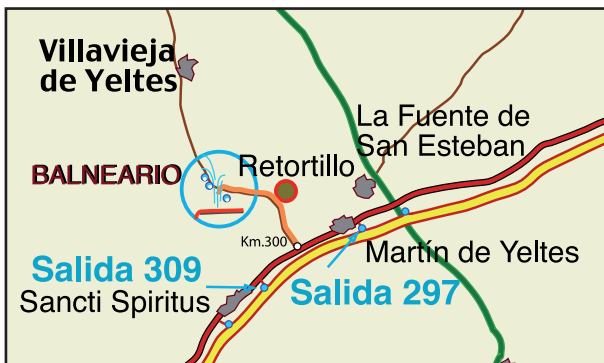 Villavieja
de Yeltes
La Fuente de
San Esteban
BALNEARIO
Retortillo
Km.300
Martín de Yeltes
Salida 309
Salida 297
Sancti Spiritus